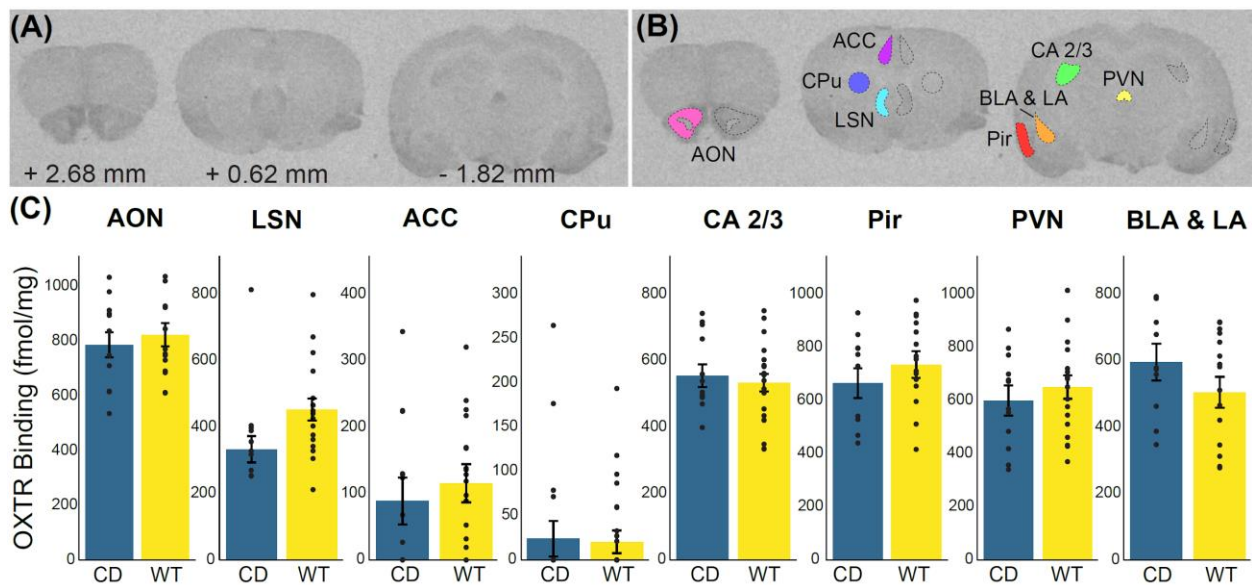 (A)
+ 2.68 mm
+ 0.62 mm
- 1.82 mm
(B)
ACC
CPu
LSN
AON
CA 2/3
PVN
BLA & LA
Pir
(C)
AON LSN ACC CPu CA 2/3 Pir PVN BLA & LA
OXTR Binding (fmol/mg)
1000
800
600
400
200
0
CD WT
800
600
400
200
0
CD WT
400
300
200
100
0
CD WT
300
250
200
150
100
50
0
CD WT
800
600
400
200
0
CD WT
1000
800
600
400
200
0
CD WT
1000
800
600
400
200
0
CD WT
800
600
400
200
0
CD WT